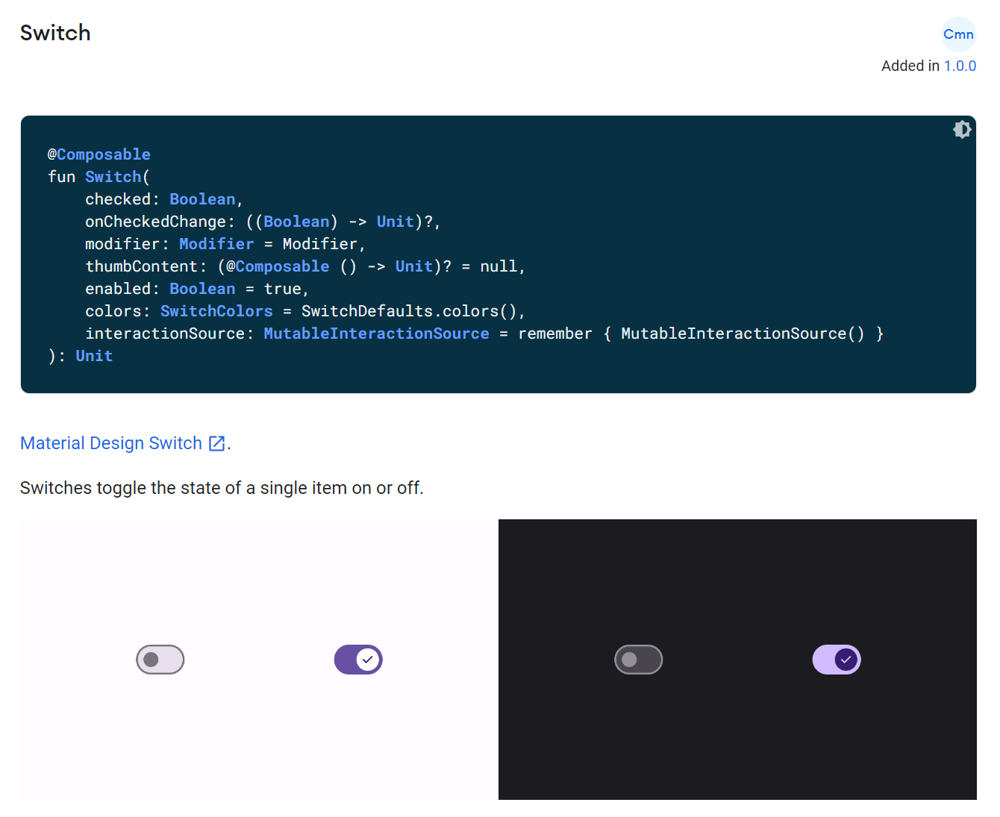 Switch
Cmn
Added in 1.0.0
@Composable
fun Switch(
    checked: Boolean,
    onCheckedChange: ((Boolean) -> Unit)?,
    modifier: Modifier = Modifier,
    thumbContent: (@Composable () -> Unit)? = null,
    enabled: Boolean = true,
    colors: SwitchColors = SwitchDefaults.colors(),
    interactionSource: MutableInteractionSource = remember { MutableInteractionSource() }
): Unit
Material Design Switch .
Switches toggle the state of a single item on or off.